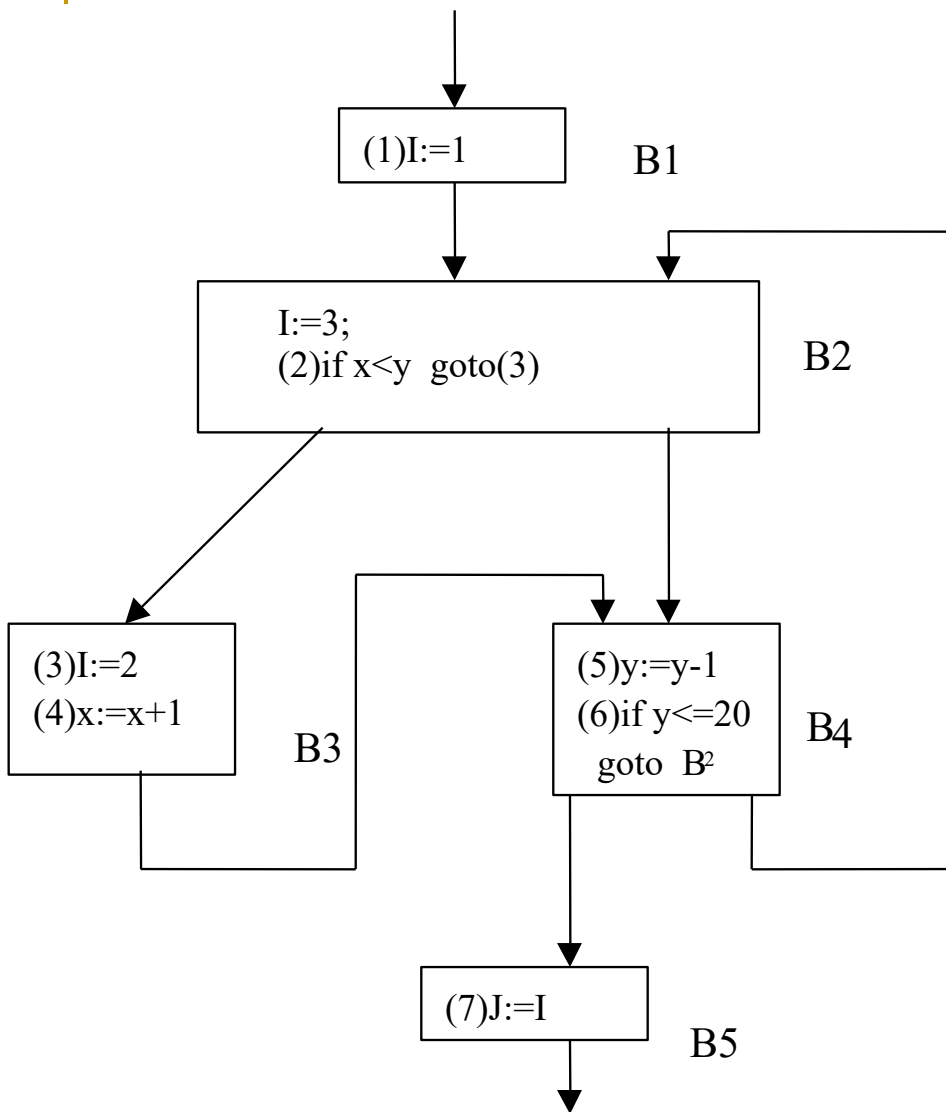 (1)I:=1
B1
I:=3;
(2)if x<y goto(3)
B2
(3)I:=2
(4)x:=x+1
B3
(5)y:=y-1
(6)if y<=20
goto B²
B4
(7)J:=I
B5